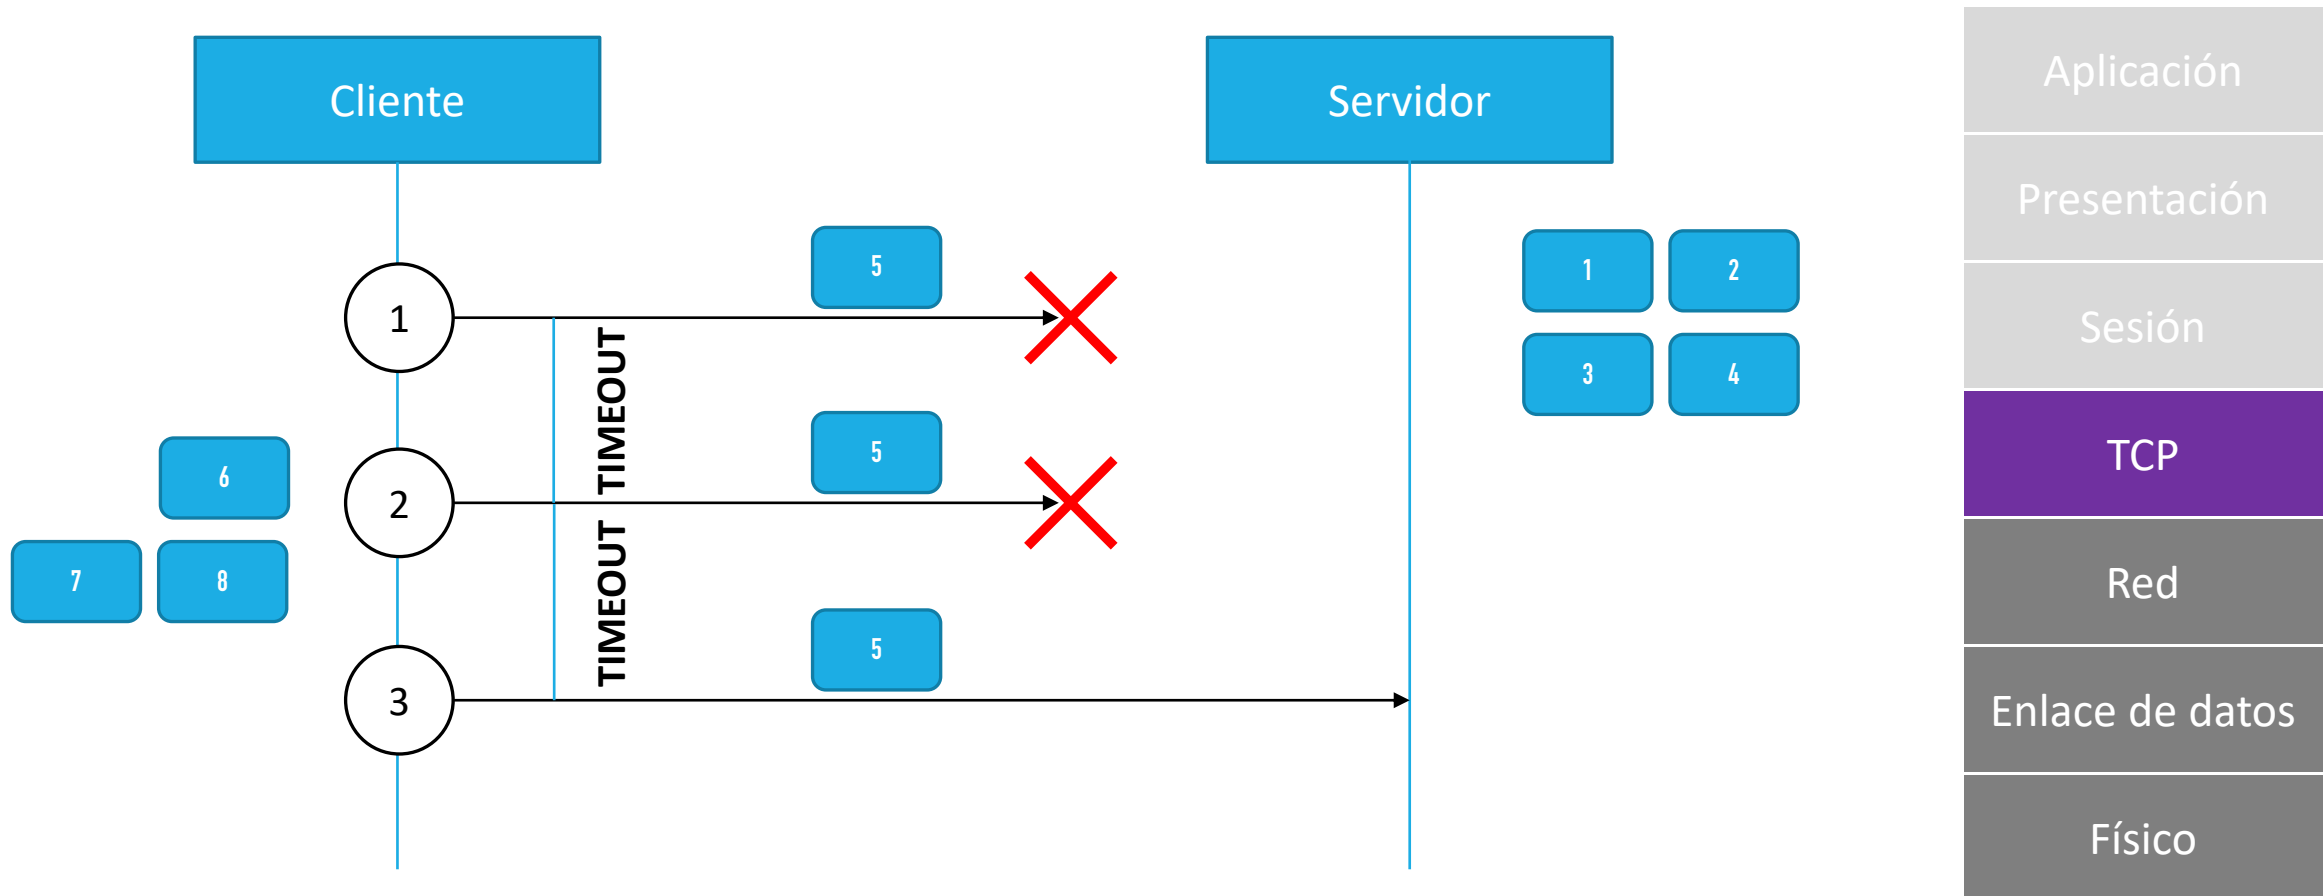 Cliente
Servidor
1
5
TIMEOUT
1
2
3
4
6
7
8
2
5
TIMEOUT
3
5
Aplicación
Presentación
Sesión
TCP
Red
Enlace de datos
Físico